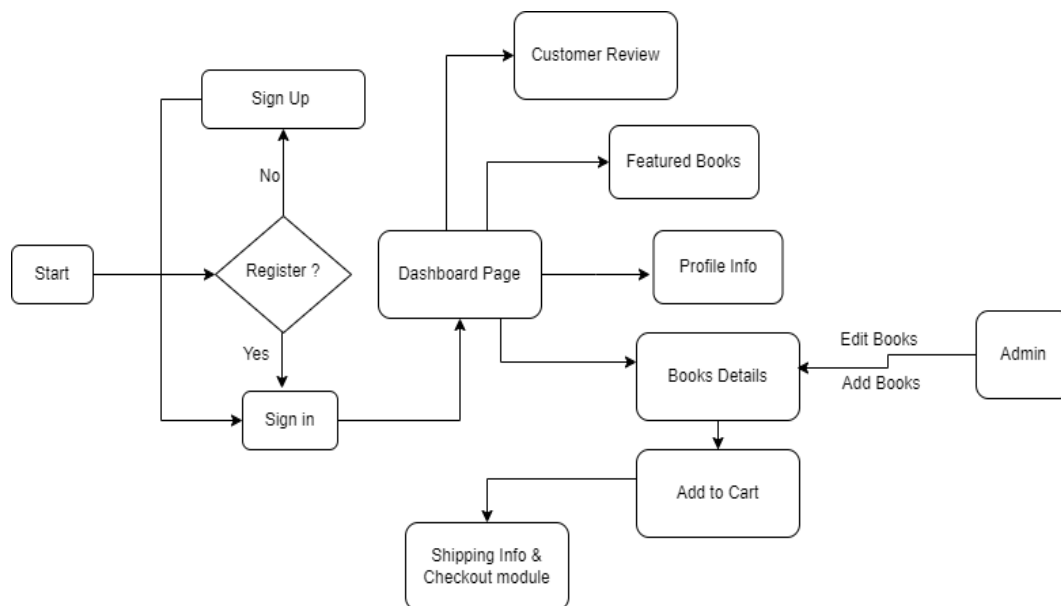 Customer Review
Sign Up
Featured Books
No
Start
Register ?
Dashboard Page
Profile Info
Yes
Edit Books
Admin
Books Details
Add Books
Sign in
Add to Cart
Shipping Info &
Checkout module